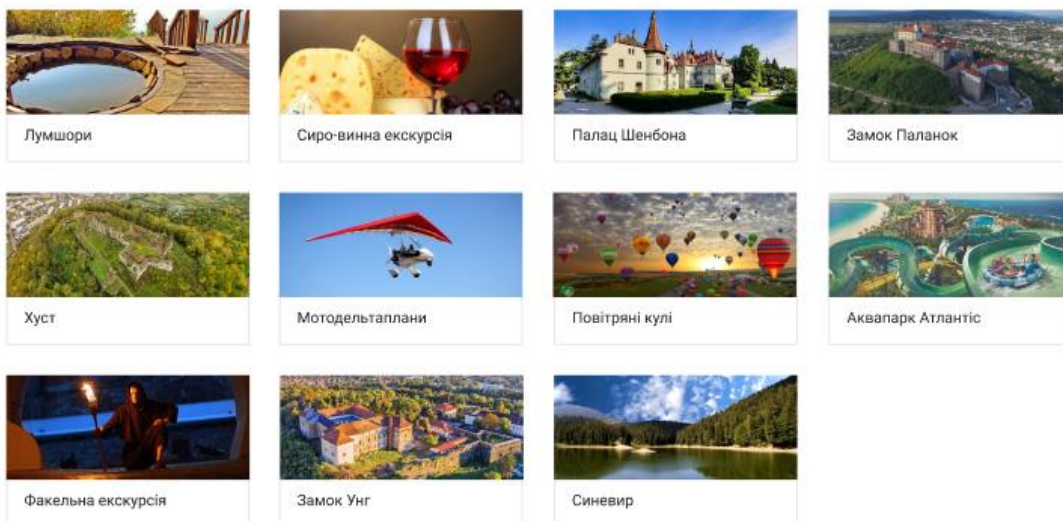 Лумшори
Сиро-винна екскурсія
Палац Шенбона
Замок Паланок
Хуст
Мотодельтаплани
Повітряні кулі
Аквапарк Атлантіс
Факельна екскурсія
Замок Унг
Синевир